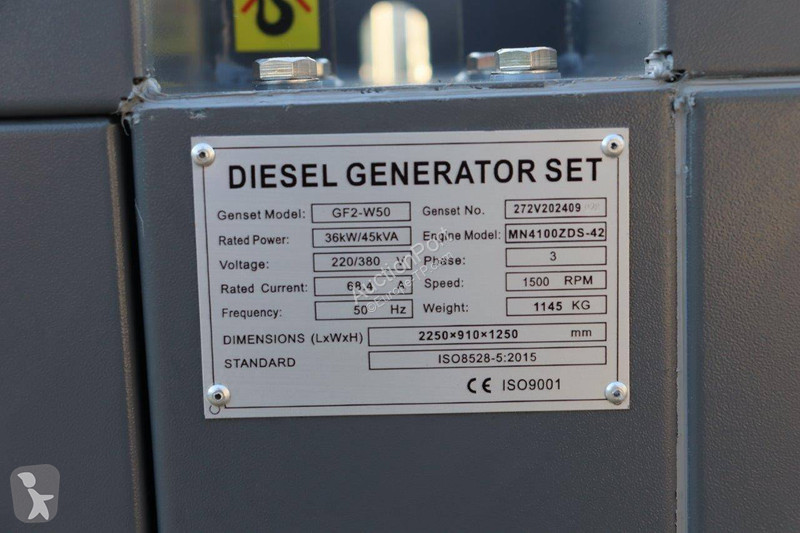 DIESEL GENERATOR SET
Genset Model: GF2-W50 Genset No. 272V202409
Rated Power: 36kW/45kVA Engine Model: MN4100ZDS-42
Voltage: 220/380 V Phase: 3
Rated Current: 68.4 A Speed: 1500 RPM
Frequency: 50 Hz Weight: 1145 KG
DIMENSIONS (LxWxH) 2250×910×1250 mm
STANDARD ISO8528-5:2015
CE ISO9001
AuctionPort